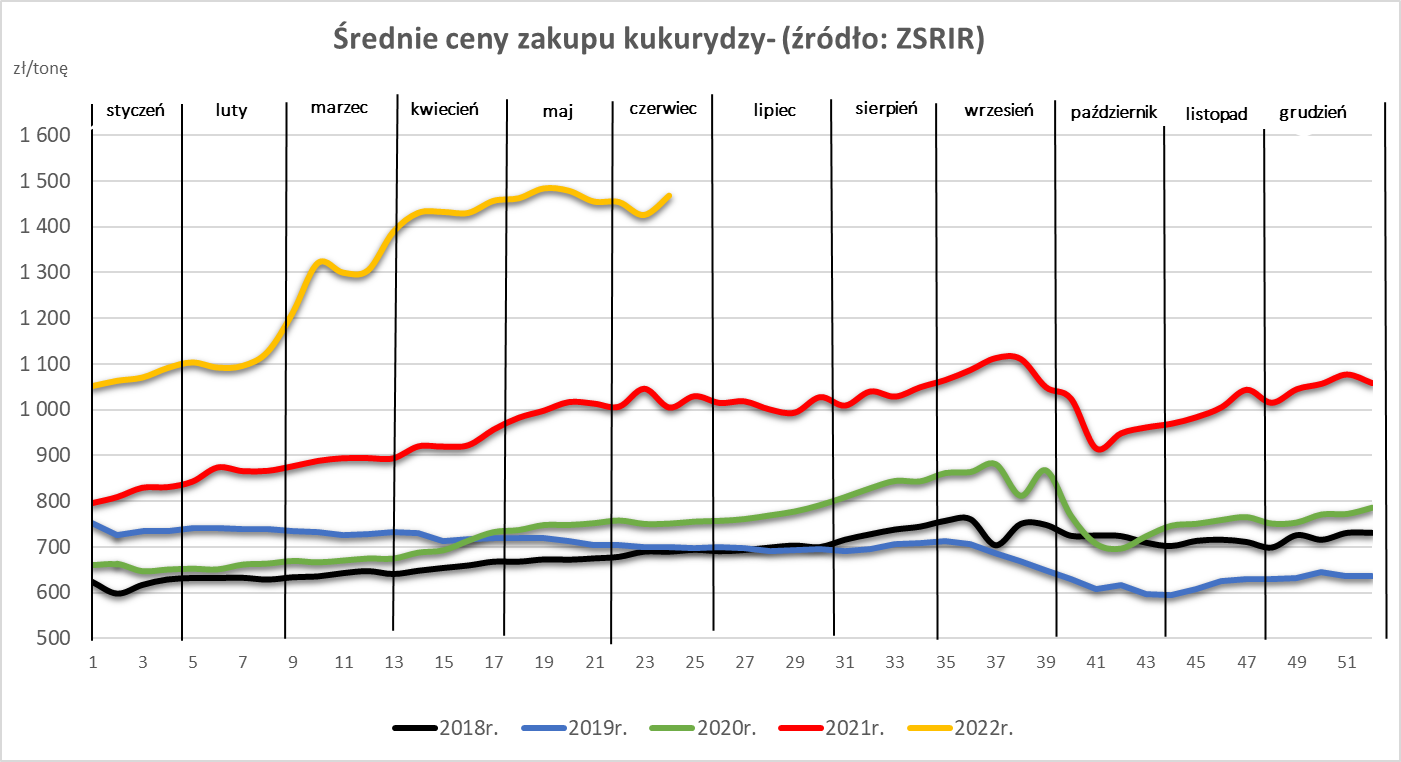 Średnie ceny zakupu kukurydzy- (źródło: ZSRIR)
zł/tonę
styczeń luty marzec kwiecień maj czerwiec lipiec sierpień wrzesień październik listopad grudzień
1 600
1 500
1 400
1 300
1 200
1 100
1 000
900
800
700
600
500
1 3 5 7 9 11 13 15 17 19 21 23 25 27 29 31 33 35 37 39 41 43 45 47 49 51
2018r. 2019r. 2020r. 2021r. 2022r.